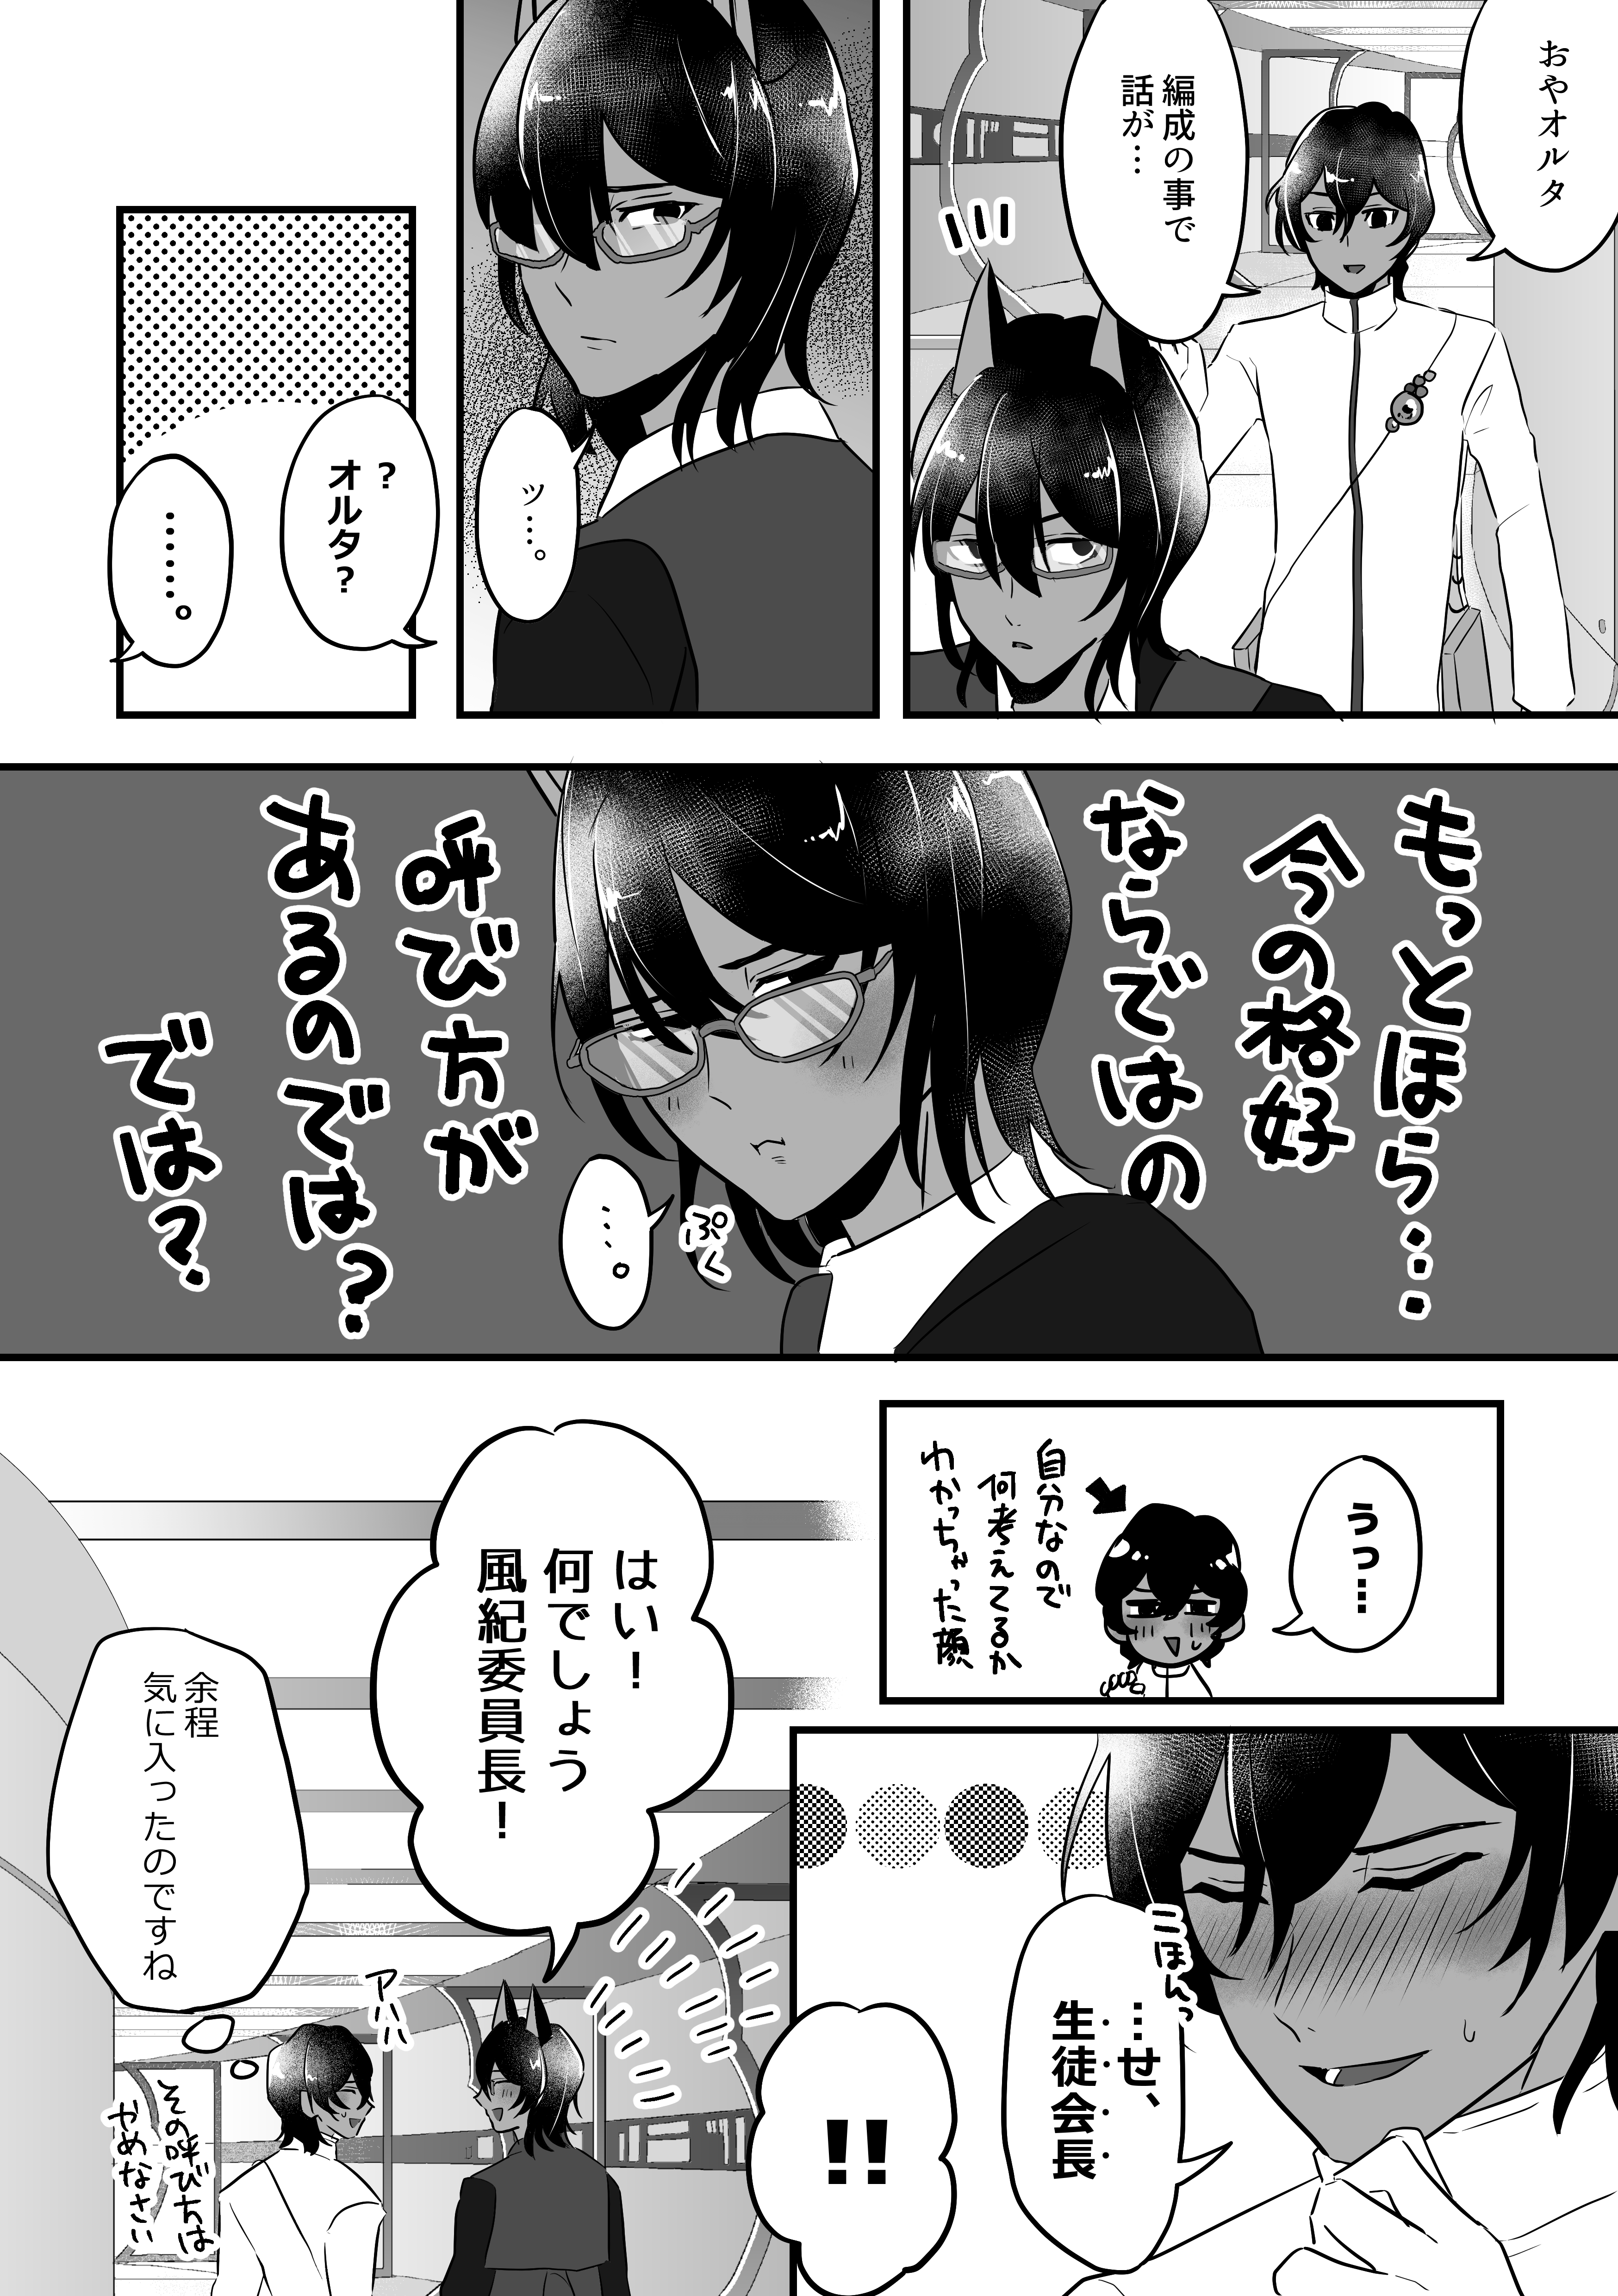 おやオルタ
編成の事で
話が…
ッ…。
?
オルタ?
……。
もっとほら…
今の格好
ならではの
呼び方が
あるのでは?
では?
…。
ぷく
うっ…
自分なので
何考えてるか
わかっちゃった顔
こほんっ
…せ、
生徒会長
!!
はい!
何でしょう
風紀委員長!
余程
気に入ったのですね
アハハ
その呼び方は
やめなさい